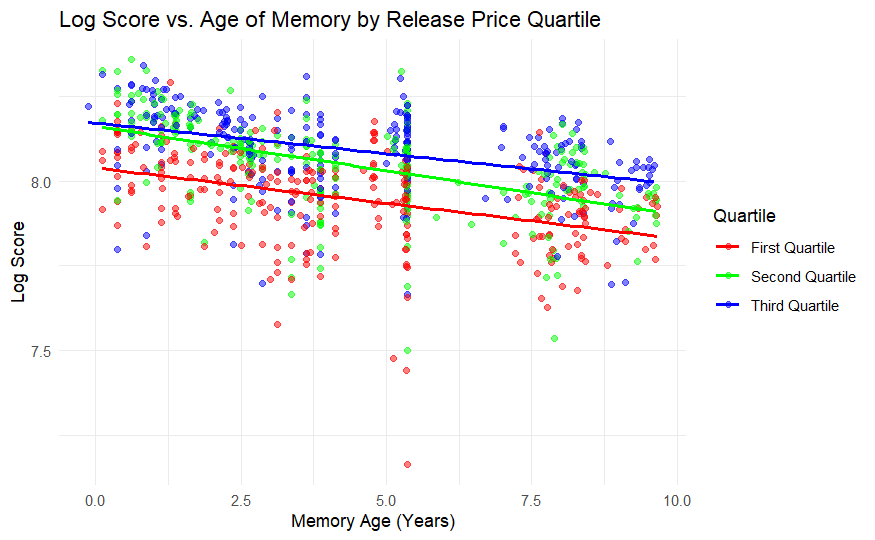 Log Score vs. Age of Memory by Release Price Quartile
Log Score
8.0
7.5
0.0 2.5 5.0 7.5 10.0
Memory Age (Years)
Quartile
First Quartile
Second Quartile
Third Quartile